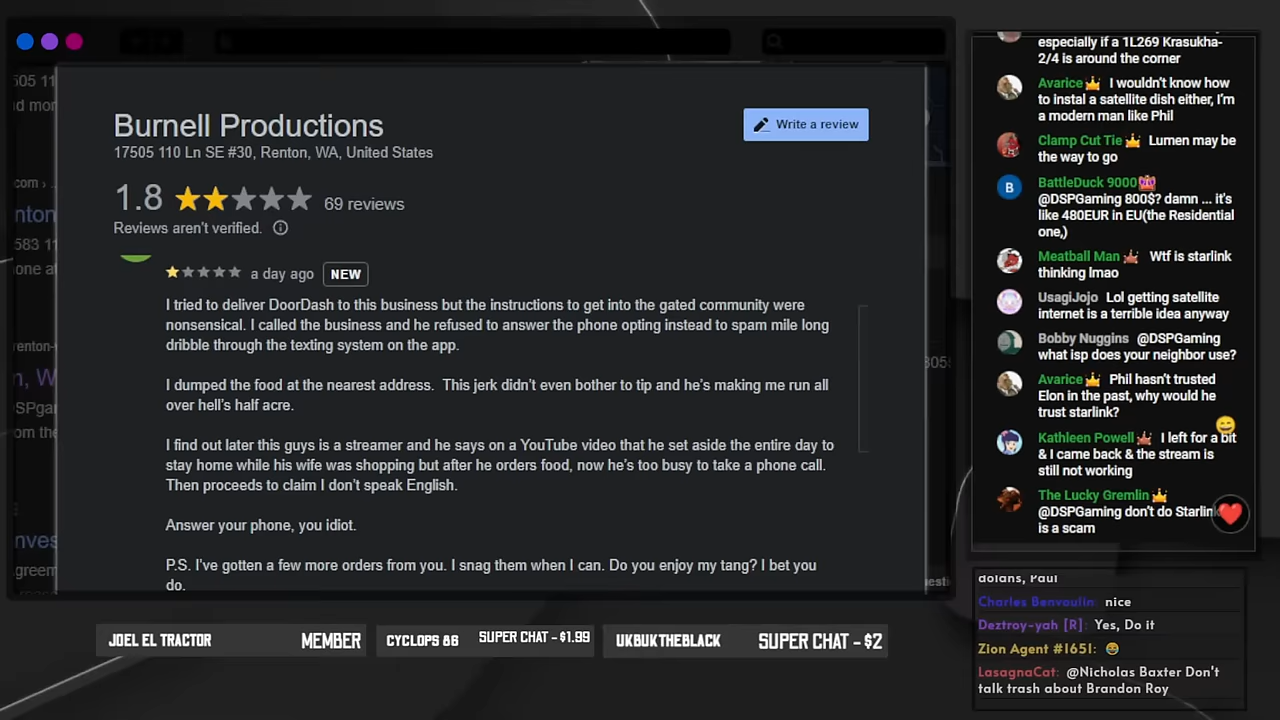 Burnell Productions
Write a review
17505 110 Ln SE #30, Renton, WA, United States
1.8
69 reviews
Reviews aren't verified.
a day ago
NEW
I tried to deliver DoorDash to this business but the instructions to get into the gated community were
nonsensical. I called the business and he refused to answer the phone opting instead to spam mile long
dribble through the texting system on the app.
I dumped the food at the nearest address. This jerk didn't even bother to tip and he's making me run all
over hell's half acre.
I find out later this guys is a streamer and he says on a YouTube video that he set aside the entire day to
stay home while his wife was shopping but after he orders food, now he's too busy to take a phone call.
Then proceeds to claim I don't speak English.
Answer your phone, you idiot.
P.S. I've gotten a few more orders from you. I snag them when I can. Do you enjoy my tang? I bet you
do.
especially if a 1L269 Krasukha-
2/4 is around the corner
Avarice I wouldn't know how
to instal a satellite dish either, I'm
a modern man like Phil
Clamp Cut Tie Lumen may be
the way to go
B
BattleDuck 9000
@DSPGaming 800$? damn ... it's
like 480EUR in EU(the Residential
one,)
Meatball Man Wtf is starlink
thinking lmao
UsagiJojo Lol getting satellite
internet is a terrible idea anyway
Bobby Nuggins @DSPGaming
what isp does your neighbor use?
Avarice Phil hasn't trusted
Elon in the past, why would he
trust starlink?
Kathleen Powell I left for a bit
& I came back & the stream is
still not working
The Lucky Gremlin
@DSPGaming don't do Starlink
is a scam
dolans, Paul
Charles Benvoulin: nice
Deztroy-yah [R]: Yes, Do it
Zion Agent #1651:
LasagnaCat: @Nicholas Baxter Don't
talk trash about Brandon Roy
JOEL EL TRACTOR MEMBER
CYCLOPS 86 SUPER CHAT - $1.99
UKBUKTHEBLACK SUPER CHAT - $2